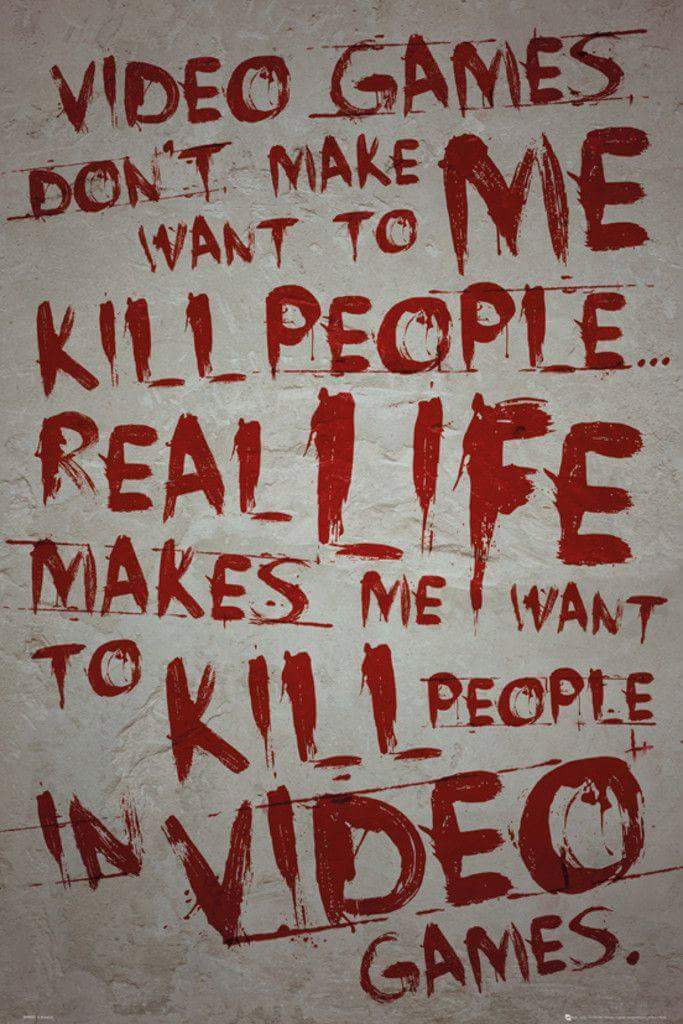 VIDEO GAMES
DON'T MAKE ME
WANT TO
KILL PEOPLE...
REAL LIFE
MAKES ME WANT
TO KILL PEOPLE
IN VIDEO
GAMES.